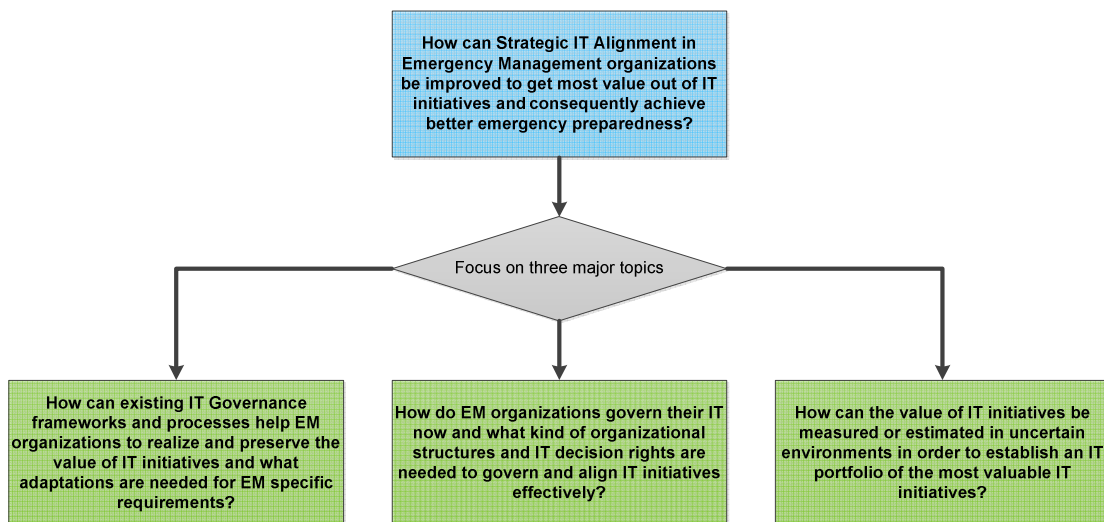 How can Strategic IT Alignment in
Emergency Management organizations
be improved to get most value out of IT
initiatives and consequently achieve
better emergency preparedness?
Focus on three major topics
How can existing IT Governance
frameworks and processes help EM
organizations to realize and preserve the
value of IT initiatives and what
adaptations are needed for EM specific
requirements?
How do EM organizations govern their IT
now and what kind of organizational
structures and IT decision rights are
needed to govern and align IT initiatives
effectively?
How can the value of IT initiatives be
measured or estimated in uncertain
environments in order to establish an IT
portfolio of the most valuable IT
initiatives?